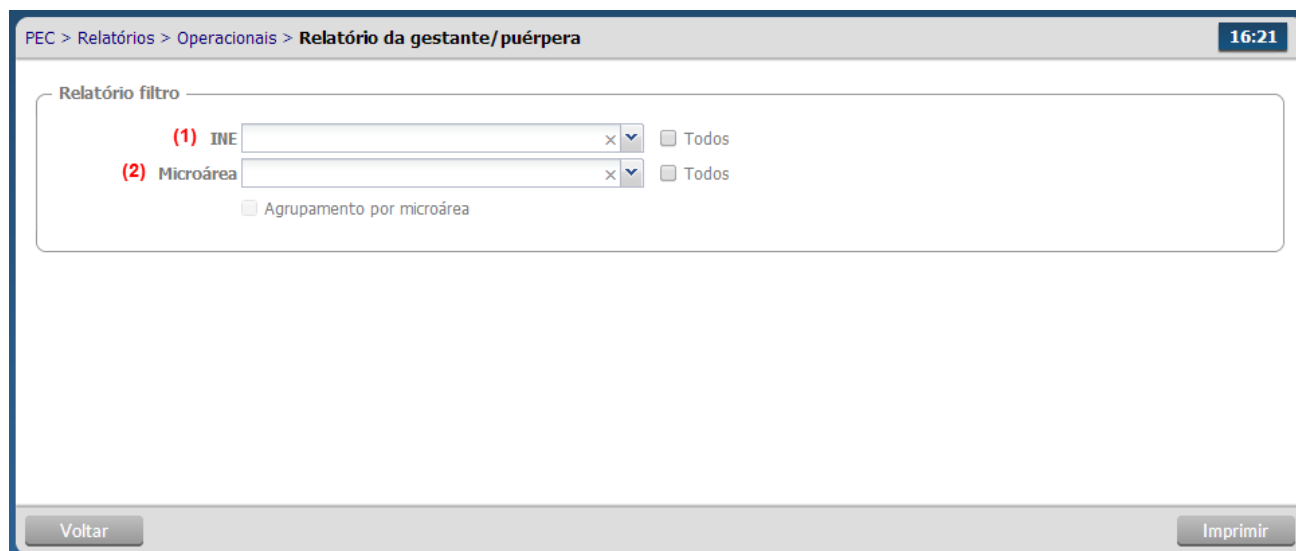 PEC > Relatórios > Operacionais > Relatório da gestante/puérpera 16:21
Relatório filtro
(1) INE Todos
(2) Microárea Todos
Agrupamento por microárea
Voltar Imprimir